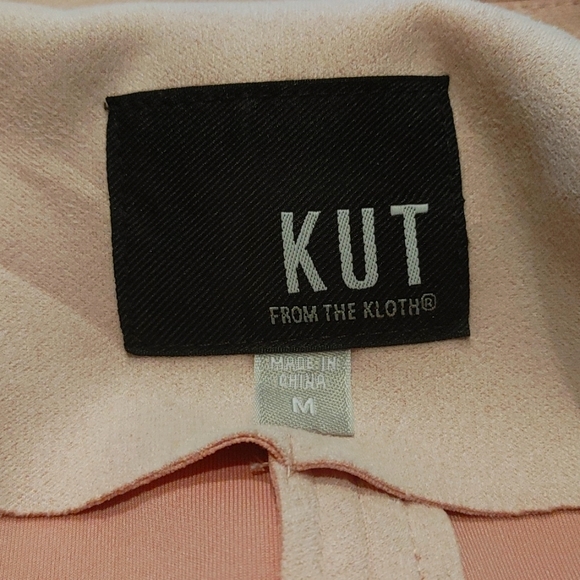 KUT
FROM THE KLOTH®
MADE IN
CHINA
M